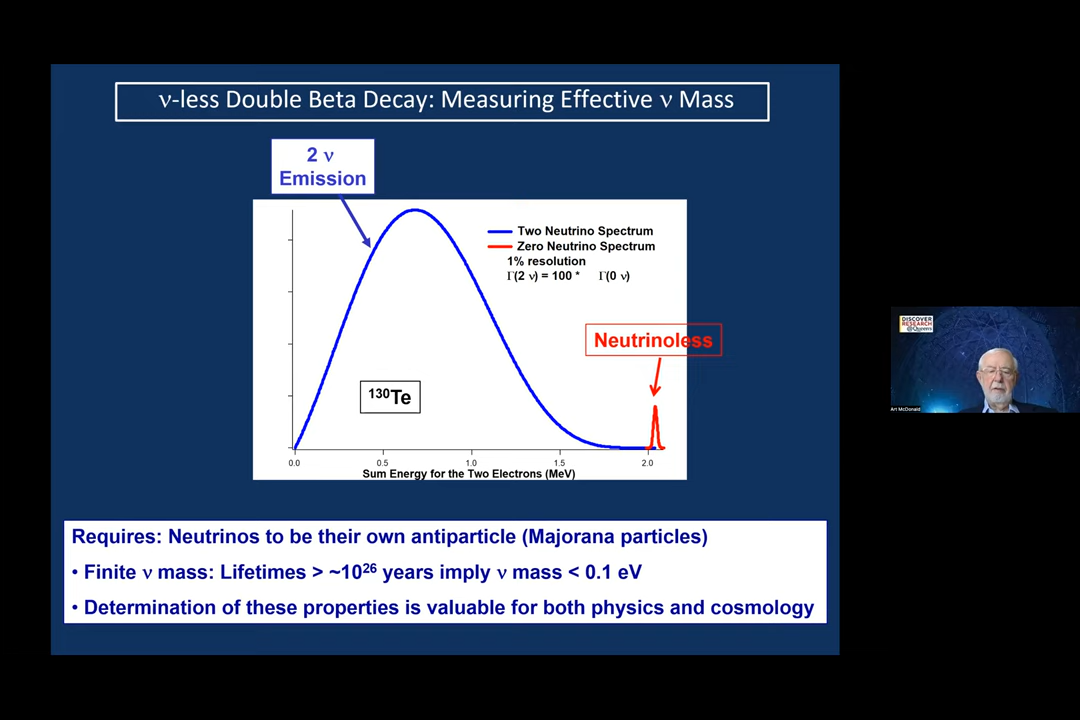 ν-less Double Beta Decay: Measuring Effective ν Mass
2 ν
Emission
Two Neutrino Spectrum
Zero Neutrino Spectrum
1% resolution
Γ(2 ν) = 100 * Γ(0 ν)
Neutrinoless
¹³⁰Te
0.0 0.5 1.0 1.5 2.0
Sum Energy for the Two Electrons (MeV)
Requires: Neutrinos to be their own antiparticle (Majorana particles)
• Finite ν mass: Lifetimes > ~10²⁶ years imply ν mass < 0.1 eV
• Determination of these properties is valuable for both physics and cosmology
DISCOVER
RESEARCH
@Queens
Art McDonald